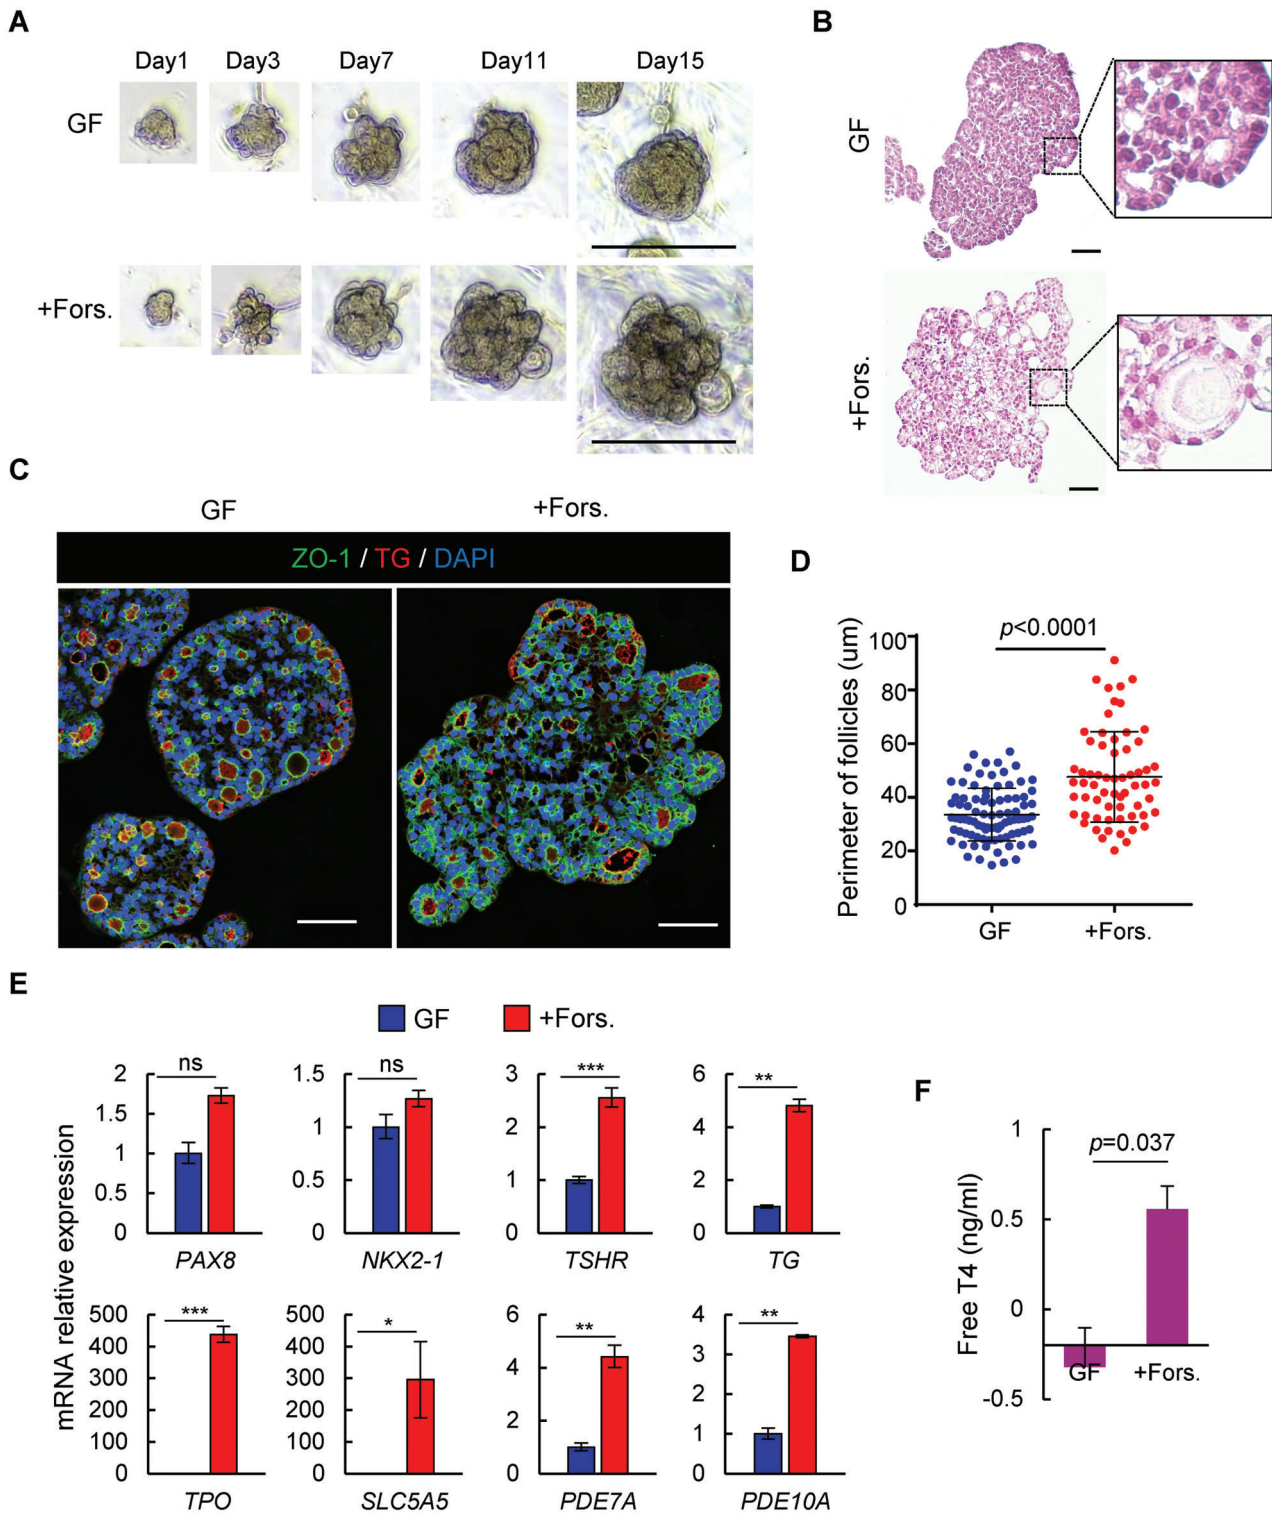 A
Day1 Day3 Day7 Day11 Day15
GF
+Fors.
B
GF
+Fors.
C
GF +Fors.
ZO-1 / TG / DAPI
D
Perimeter of follicles (um)
100
80
60
40
20
0
p<0.0001
GF +Fors.
E
GF +Fors.
mRNA relative expression
2
1.5
1
0.5
0
ns
PAX8
1.5
1
0.5
0
ns
NKX2-1
3
2
1
0
***
TSHR
6
4
2
0
**
TG
500
400
300
200
100
0
***
TPO
500
400
300
200
100
0
*
SLC5A5
6
4
2
0
**
PDE7A
4
3
2
1
0
**
PDE10A
F
Free T4 (ng/ml)
1
0.5
0
-0.5
p=0.037
GF +Fors.